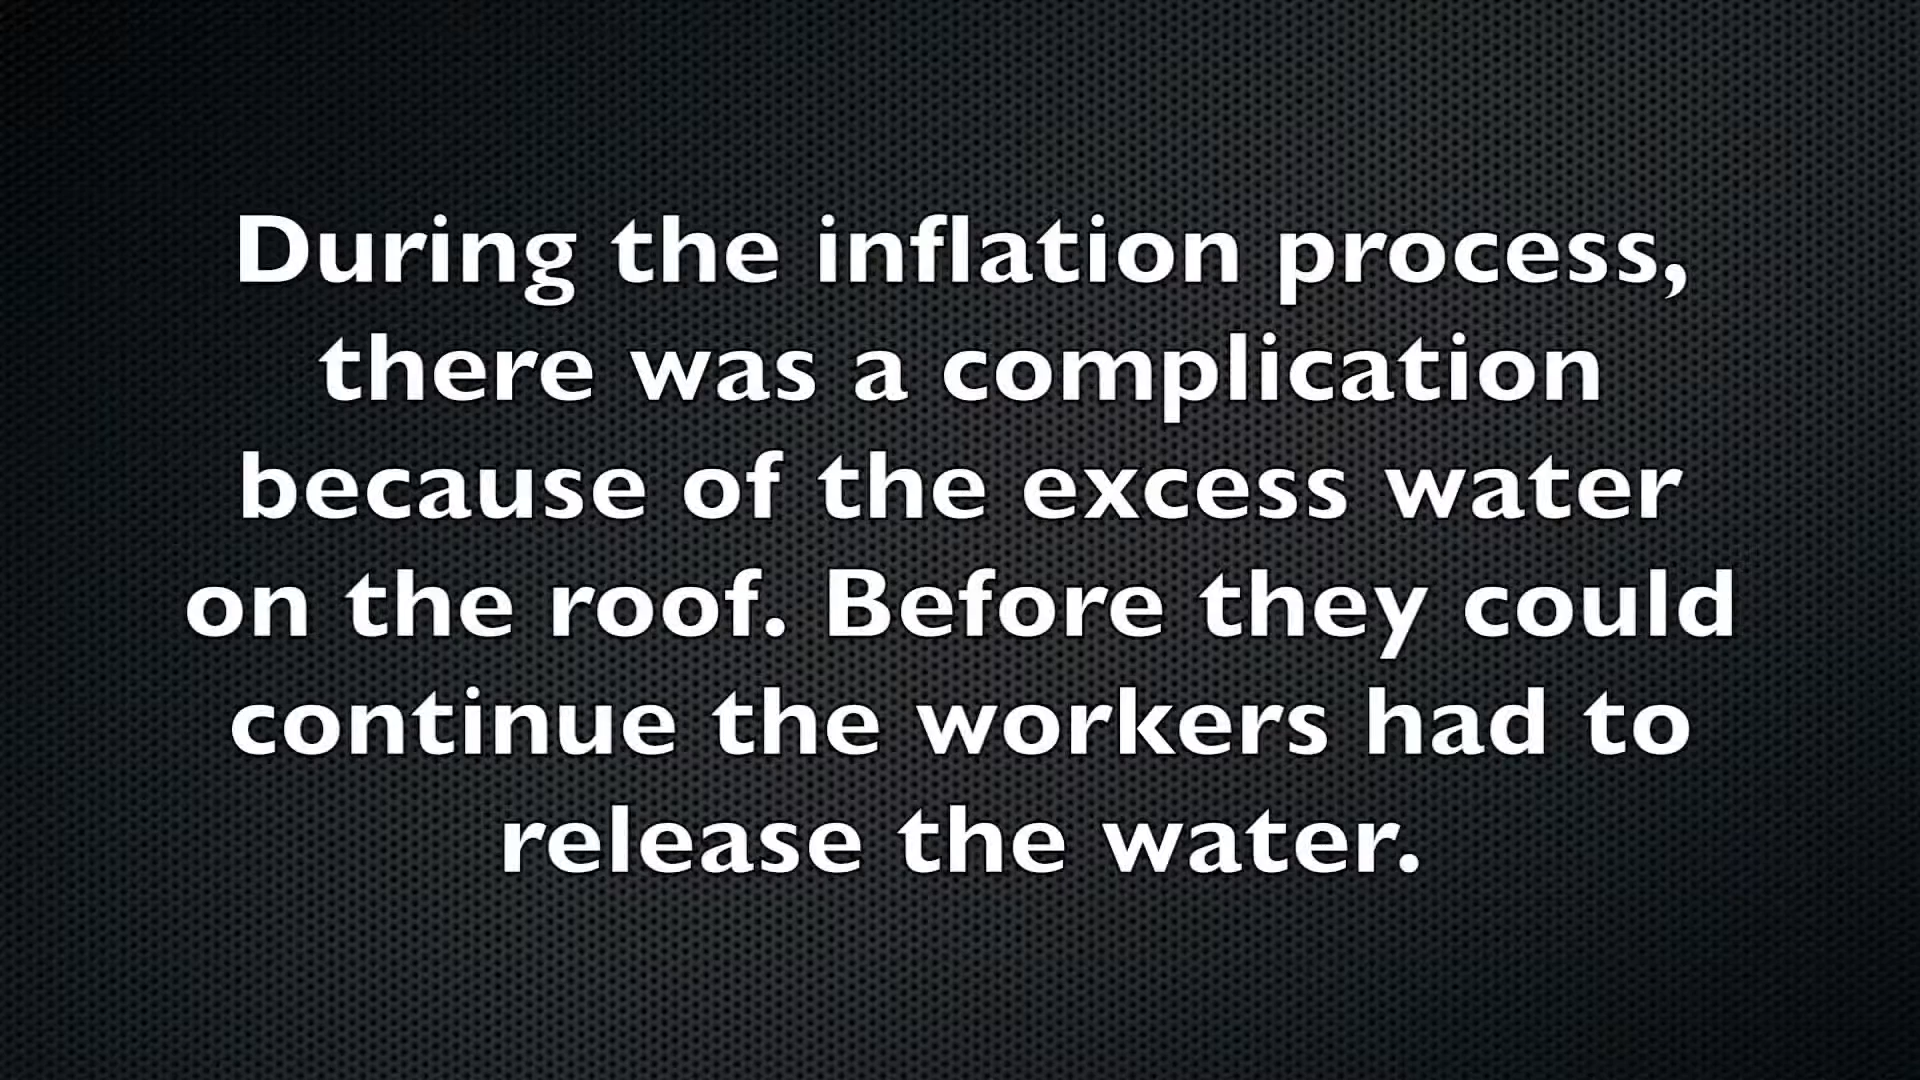 During the inflation process,
there was a complication
because of the excess water
on the roof. Before they could
continue the workers had to
release the water.